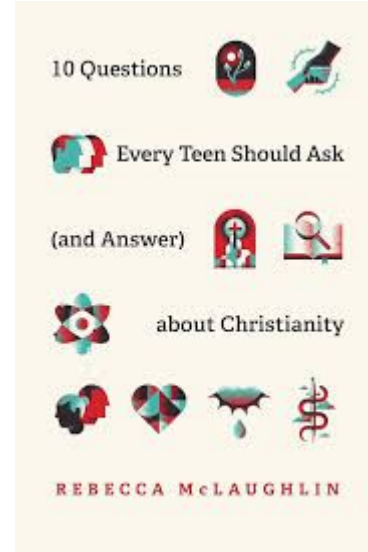 10 Questions
Every Teen Should Ask
(and Answer)
about Christianity
REBECCA McLAUGHLIN